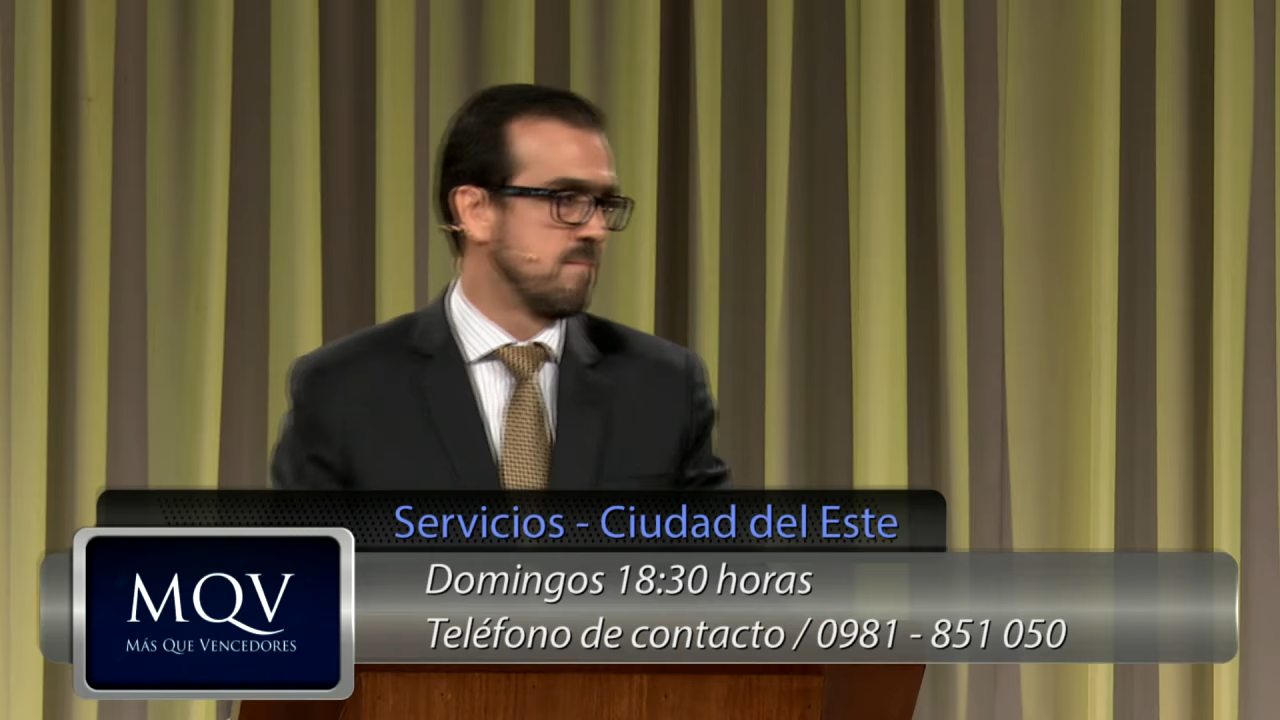 Servicios - Ciudad del Este
Domingos 18:30 horas
Teléfono de contacto / 0981 - 851 050
MQV
MÁS QUE VENCEDORES